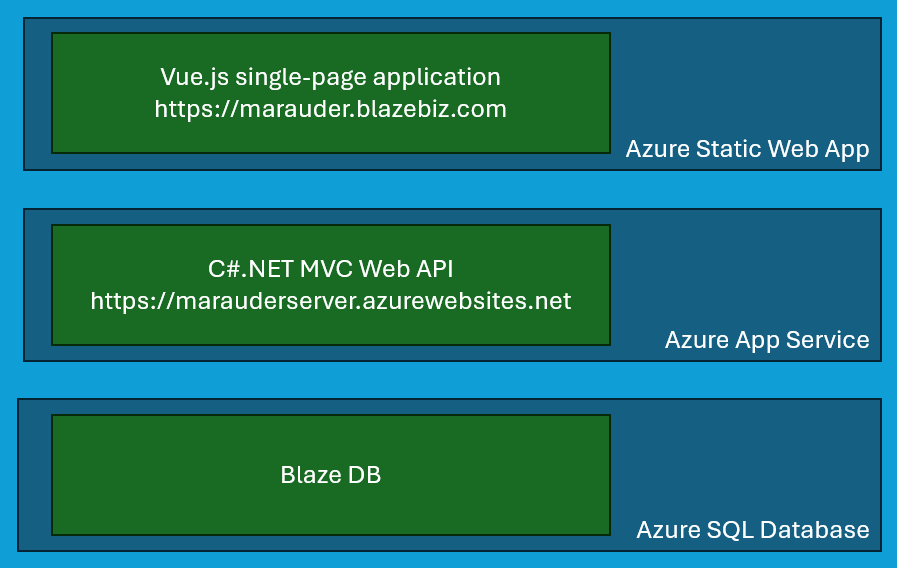 Vue.js single-page application
https://marauder.blazebiz.com
Azure Static Web App
C#.NET MVC Web API
https://marauderserver.azurewebsites.net
Azure App Service
Blaze DB
Azure SQL Database